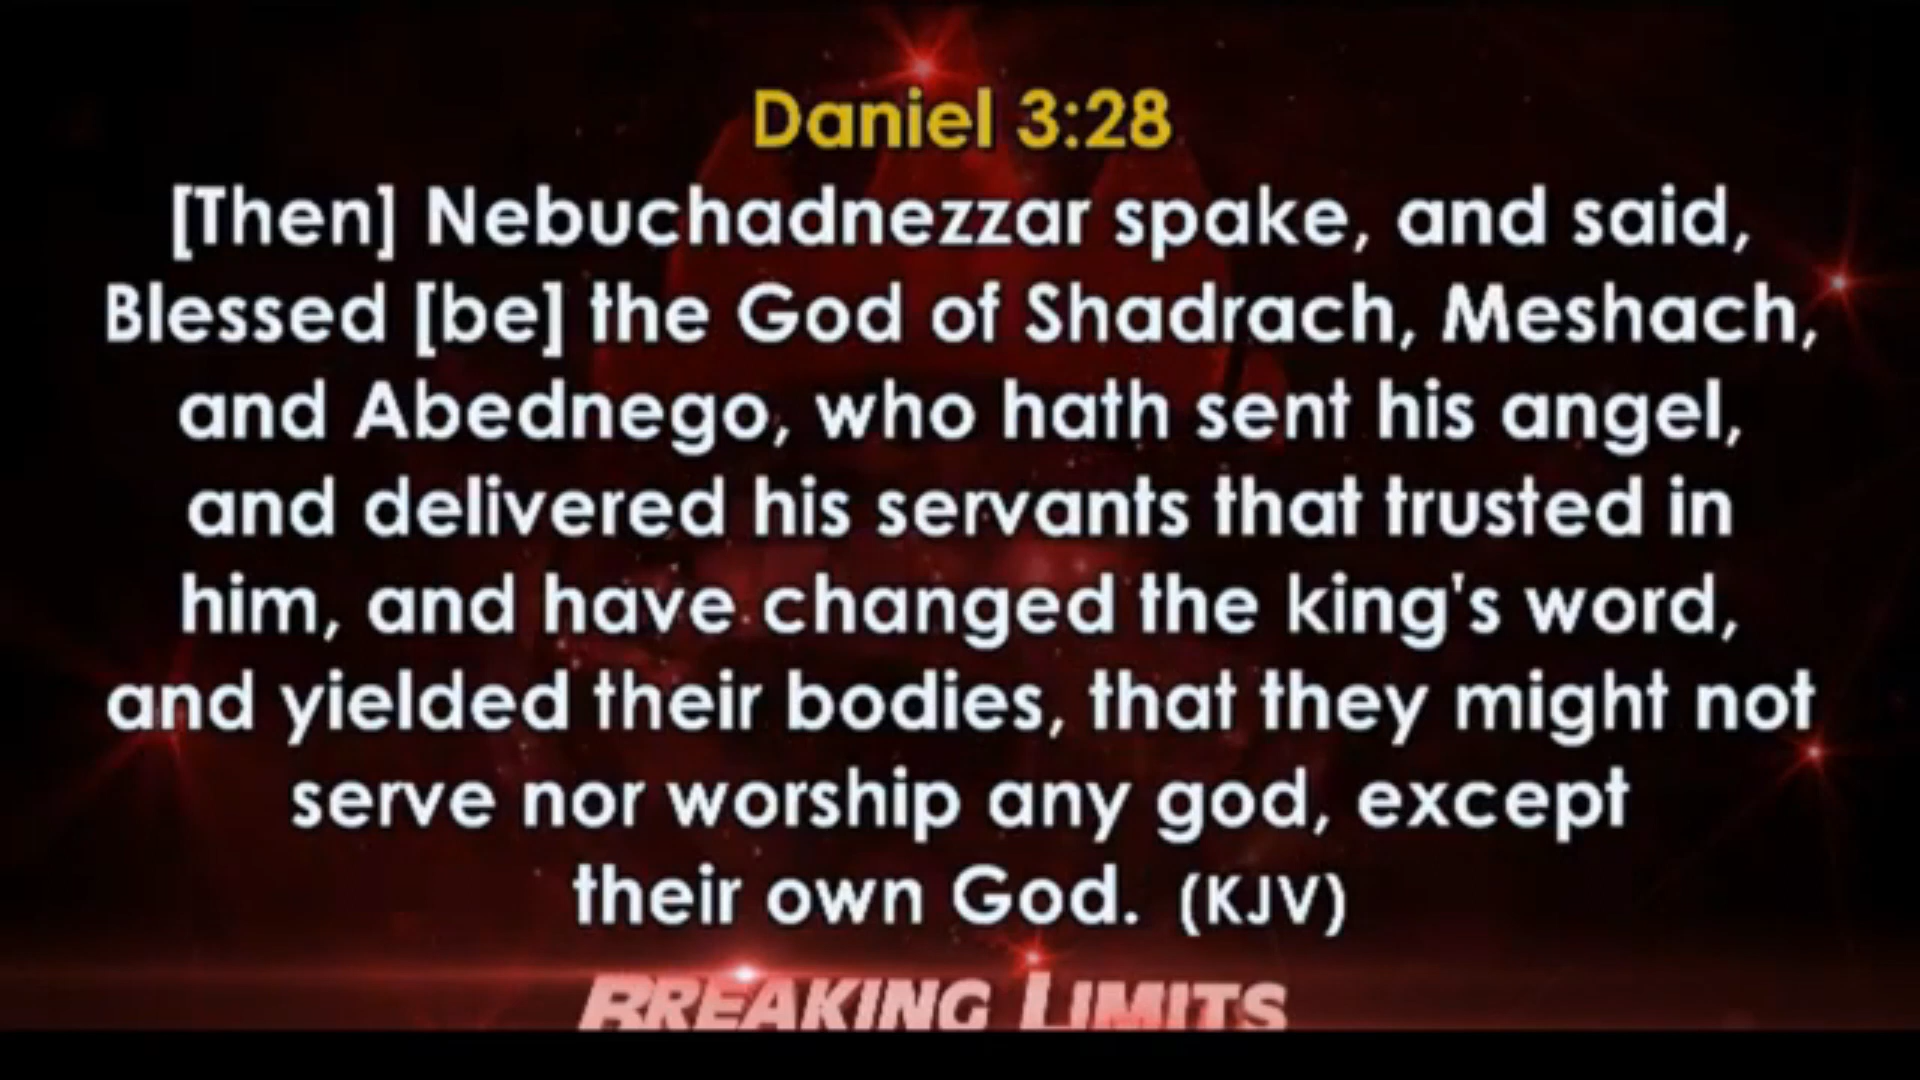 Daniel 3:28
[Then] Nebuchadnezzar spake, and said,
Blessed [be] the God of Shadrach, Meshach,
and Abednego, who hath sent his angel,
and delivered his servants that trusted in
him, and have changed the king's word,
and yielded their bodies, that they might not
serve nor worship any god, except
their own God. (KJV)
BREAKING LIMITS